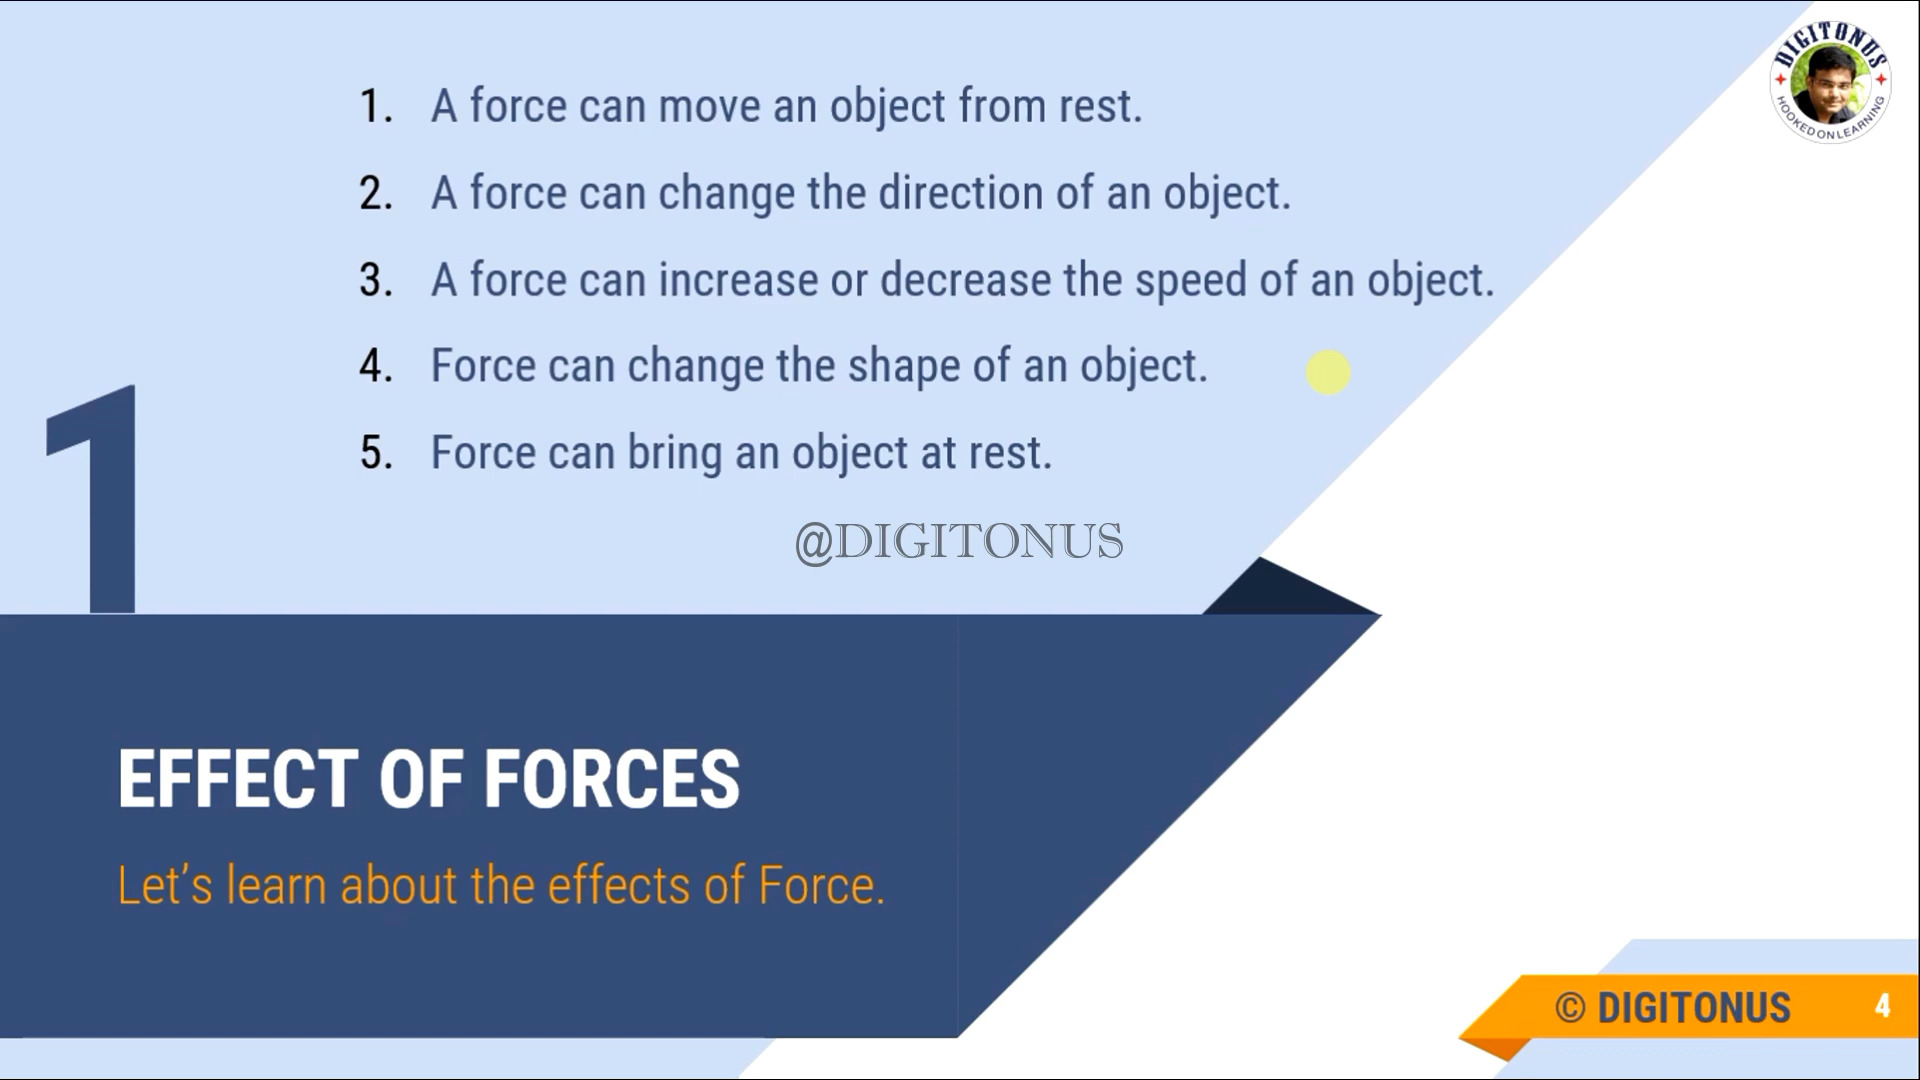 DIGITONUS
HOOKED ON LEARNING
1. A force can move an object from rest.
2. A force can change the direction of an object.
3. A force can increase or decrease the speed of an object.
4. Force can change the shape of an object.
5. Force can bring an object at rest.
1
@DIGITONUS
EFFECT OF FORCES
Let’s learn about the effects of Force.
© DIGITONUS 4